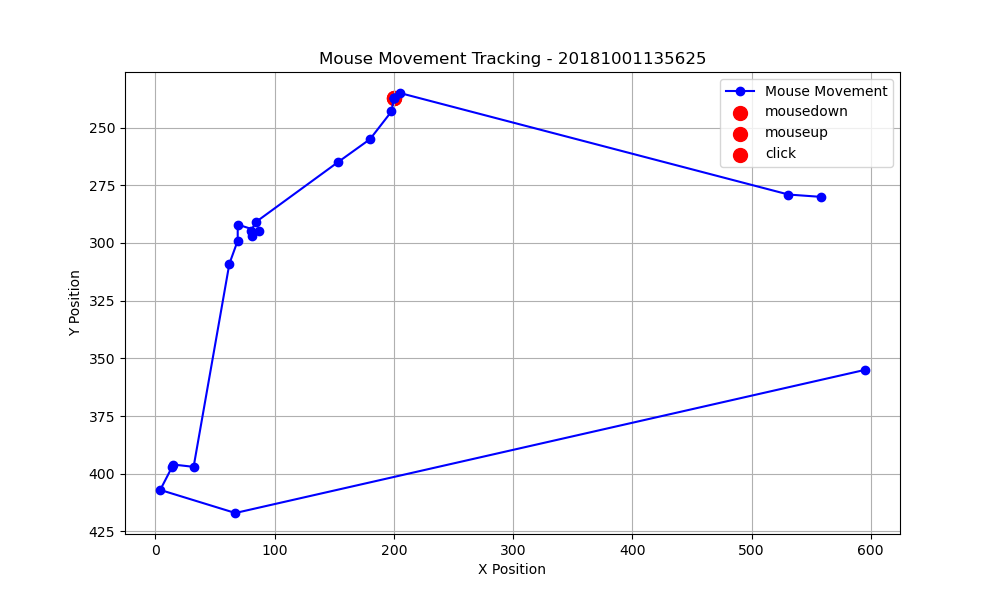 Mouse Movement Tracking - 20181001135625
Mouse Movement
mousedown
mouseup
click
250
275
300
325
350
375
400
425
Y Position
0 100 200 300 400 500 600
X Position